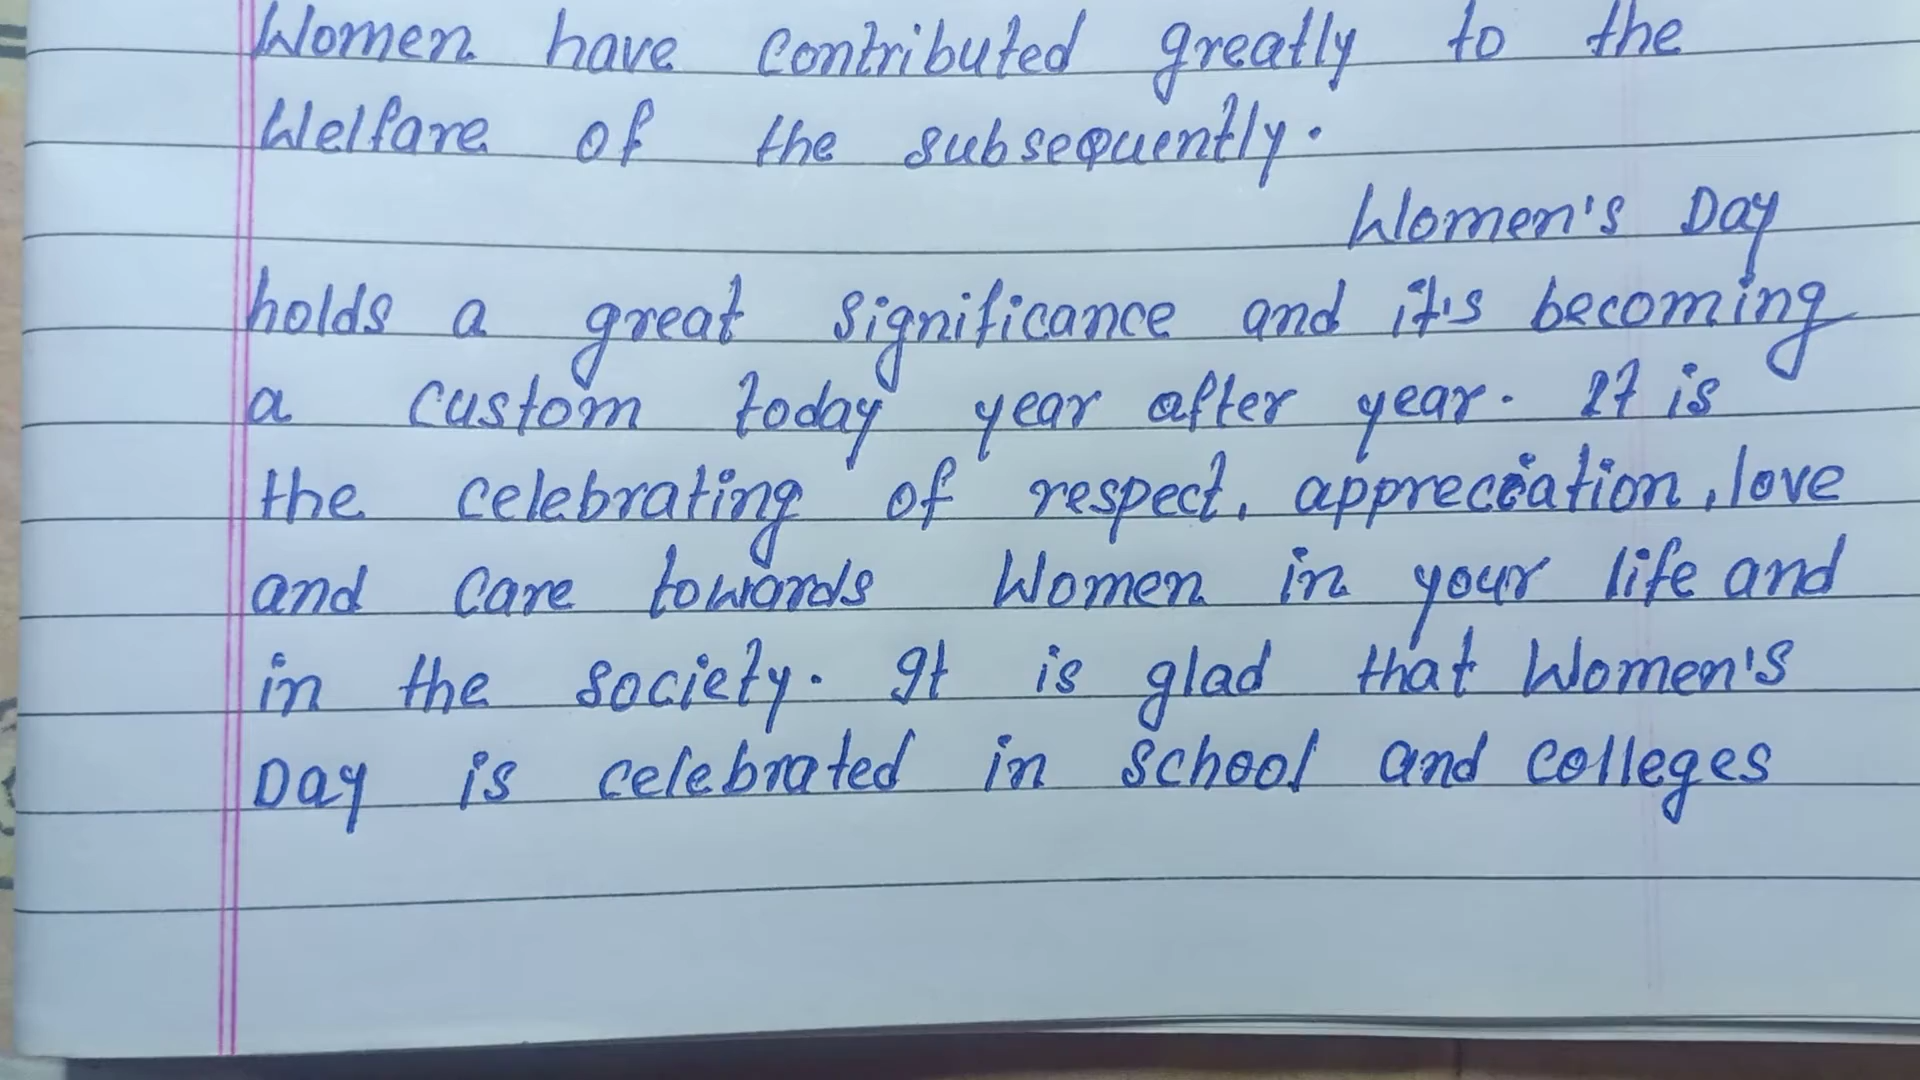 Women have contributed greatly to the
Welfare of the subsequently.
Women's Day
holds a great significance and it's becoming
a custom today year after year. It is
the celebrating of respect, appreciation, love
and care towards Women in your life and
in the society. It is glad that Women's
Day is celebrated in school and colleges